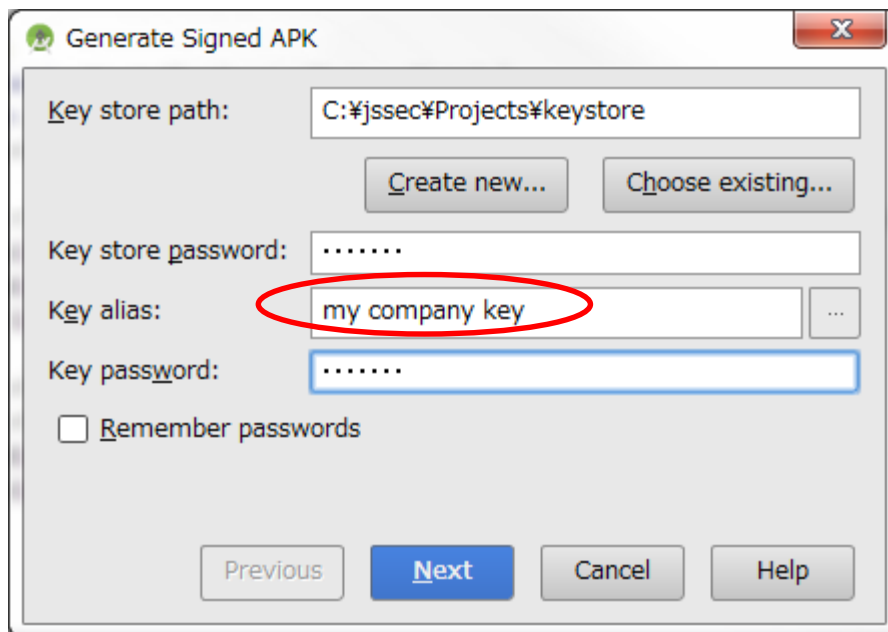 Generate Signed APK
Key store path: C:¥jssec¥Projects¥keystore
Create new... Choose existing...
Key store password: ·······
Key alias: my company key ...
Key password: ·······
Remember passwords
Previous Next Cancel Help